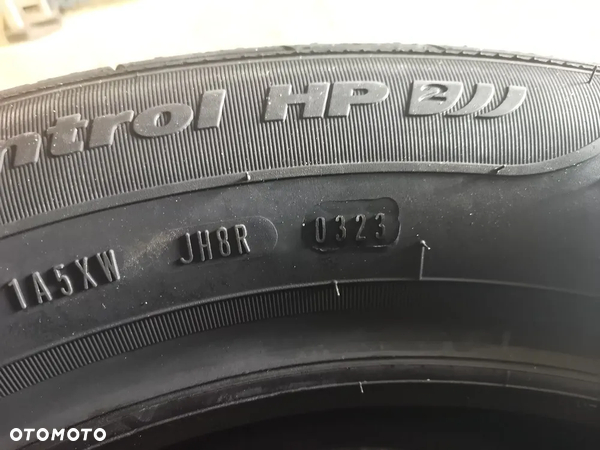 ntrol HP 2
1A5XW JH8R 0323
OTOMOTO